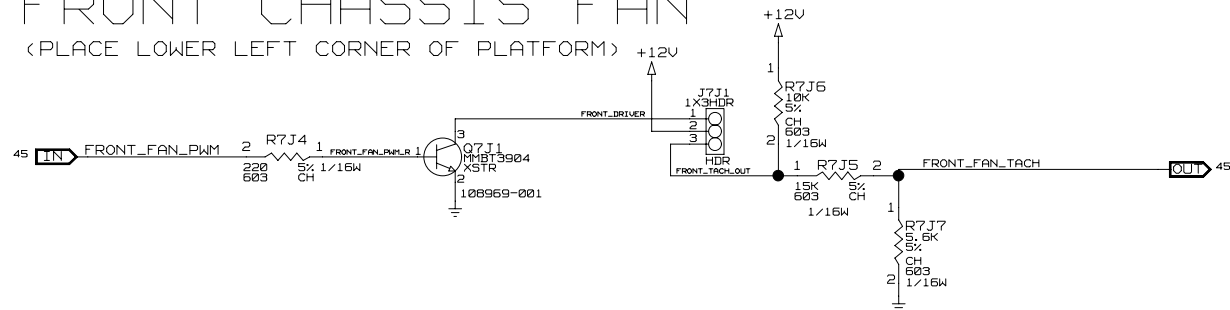 FRONT CHASSIS FAN
(PLACE LOWER LEFT CORNER OF PLATFORM)
+12V
+12V
1
R7J6
10K
5%
CH
603
2
1/16W
J7J1
1X3HDR
FRONT_DRIVER
1
2
3
HDR
FRONT_TACH_OUT
45
IN
FRONT_FAN_PWM
2
R7J4
1
220
603
5%
CH
1/16W
FRONT_FAN_PWM_R
1
3
Q7J1
MMBT3904
XSTR
2
108969-001
1
R7J5
2
15K
603
5%
CH
1/16W
FRONT_FAN_TACH
OUT
45
1
R7J7
5.6K
5%
CH
603
2
1/16W